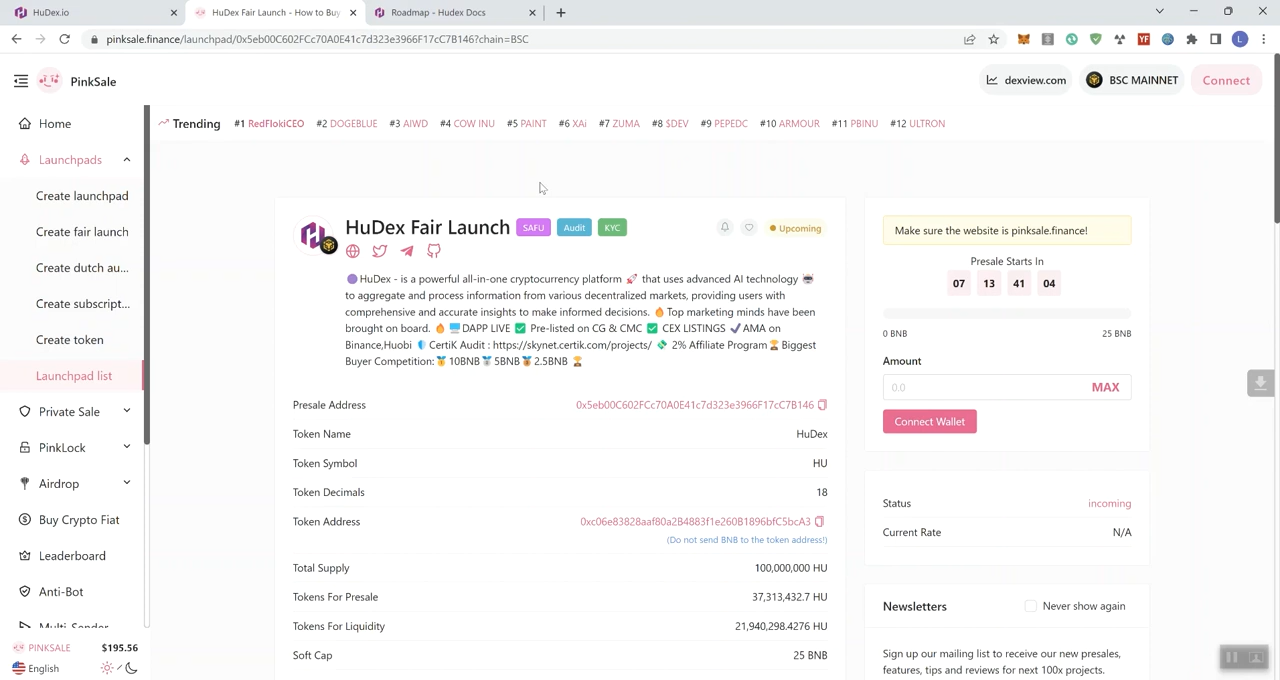 HuDex.io
HuDex Fair Launch - How to Buy
Roadmap - Hudex Docs
pinksale.finance/launchpad/0x5eb00C602FCc70A0E41c7d323e3966F17cC7B146?chain=BSC
YF
L
PinkSale
dexview.com
BSC MAINNET
Connect
Home
Launchpads
Create launchpad
Create fair launch
Create dutch au...
Create subscript...
Create token
Launchpad list
Private Sale
PinkLock
Airdrop
Buy Crypto Fiat
Leaderboard
Anti-Bot
Multi-Sender
PINKSALE $195.56
English
Trending #1 RedFlokiCEO #2 DOGEBLUE #3 AIWD #4 COW INU #5 PAINT #6 XAi #7 ZUMA #8 $DEV #9 PEPEDC #10 ARMOUR #11 PBINU #12 ULTRON
HuDex Fair Launch SAFU Audit KYC
Upcoming
🟣HuDex - is a powerful all-in-one cryptocurrency platform 🚀 that uses advanced AI technology 👾
to aggregate and process information from various decentralized markets, providing users with
comprehensive and accurate insights to make informed decisions. 🔥Top marketing minds have been
brought on board. 🔥 💻DAPP LIVE ✅ Pre-listed on CG & CMC ✅ CEX LISTINGS ✔️AMA on
Binance,Huobi 🛡️ CertiK Audit : https://skynet.certik.com/projects/ 💸 2% Affiliate Program🏆Biggest
Buyer Competition:🥇10BNB🥈5BNB🥉2.5BNB 🏆
Presale Address 0x5eb00C602FCc70A0E41c7d323e3966F17cC7B146
Token Name HuDex
Token Symbol HU
Token Decimals 18
Token Address 0xc06e83828aaf80a2B4883f1e260B1896bfC5bcA3
(Do not send BNB to the token address!)
Total Supply 100,000,000 HU
Tokens For Presale 37,313,432.7 HU
Tokens For Liquidity 21,940,298.4276 HU
Soft Cap 25 BNB
Make sure the website is pinksale.finance!
Presale Starts In
07 13 41 04
0 BNB 25 BNB
Amount
0.0 MAX
Connect Wallet
Status incoming
Current Rate N/A
Newsletters Never show again
Sign up our mailing list to receive our new presales,
features, tips and reviews for next 100x projects.